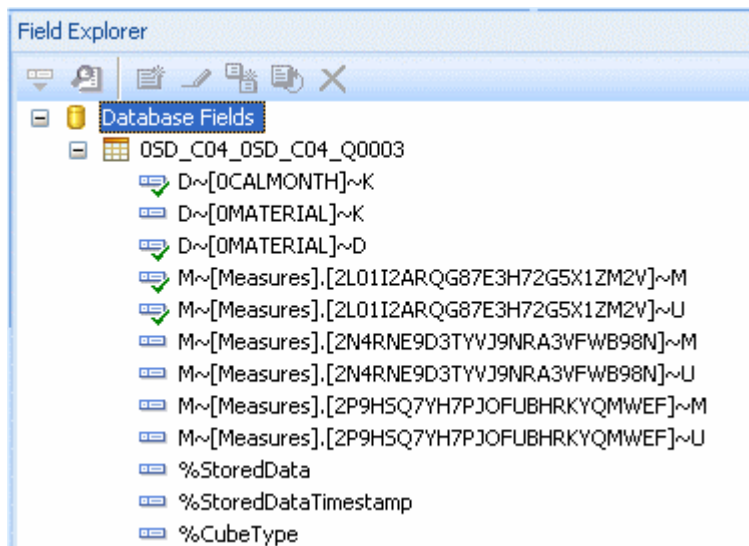 Field Explorer
Database Fields
0SD_C04_0SD_C04_Q0003
D~[0CALMONTH]~K
D~[0MATERIAL]~K
D~[0MATERIAL]~D
M~[Measures].[2L01I2ARQG87E3H72G5X1ZM2V]~M
M~[Measures].[2L01I2ARQG87E3H72G5X1ZM2V]~U
M~[Measures].[2N4RNE9D3TYVJ9NRA3VFWB98N]~M
M~[Measures].[2N4RNE9D3TYVJ9NRA3VFWB98N]~U
M~[Measures].[2P9HSQ7YH7PJOFUBHRKYQMWEF]~M
M~[Measures].[2P9HSQ7YH7PJOFUBHRKYQMWEF]~U
%StoredData
%StoredDataTimestamp
%CubeType